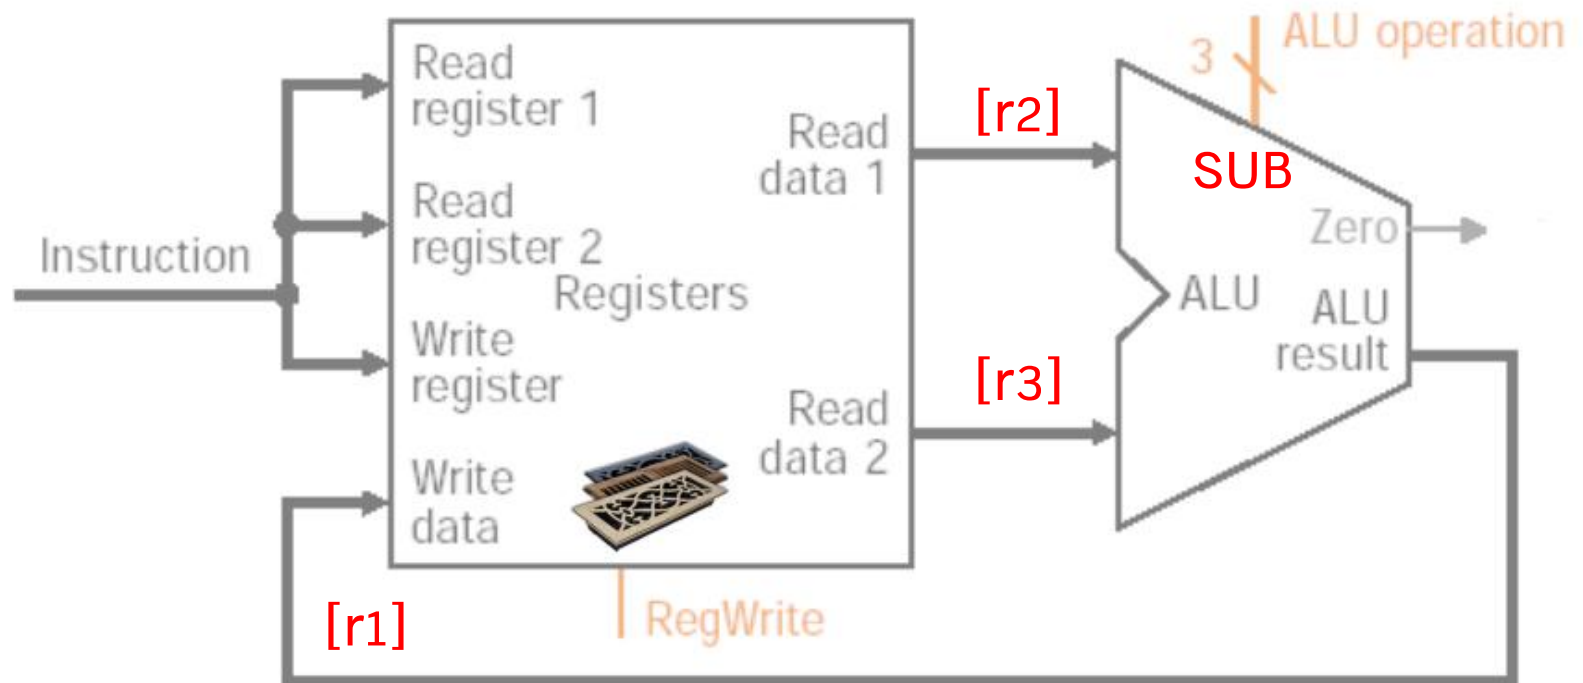 Instruction
Read
register 1
Read
register 2
Registers
Write
register
Write
data
Read
data 1
Read
data 2
[r1]
RegWrite
[r2]
[r3]
3
ALU operation
SUB
Zero
ALU
ALU
result